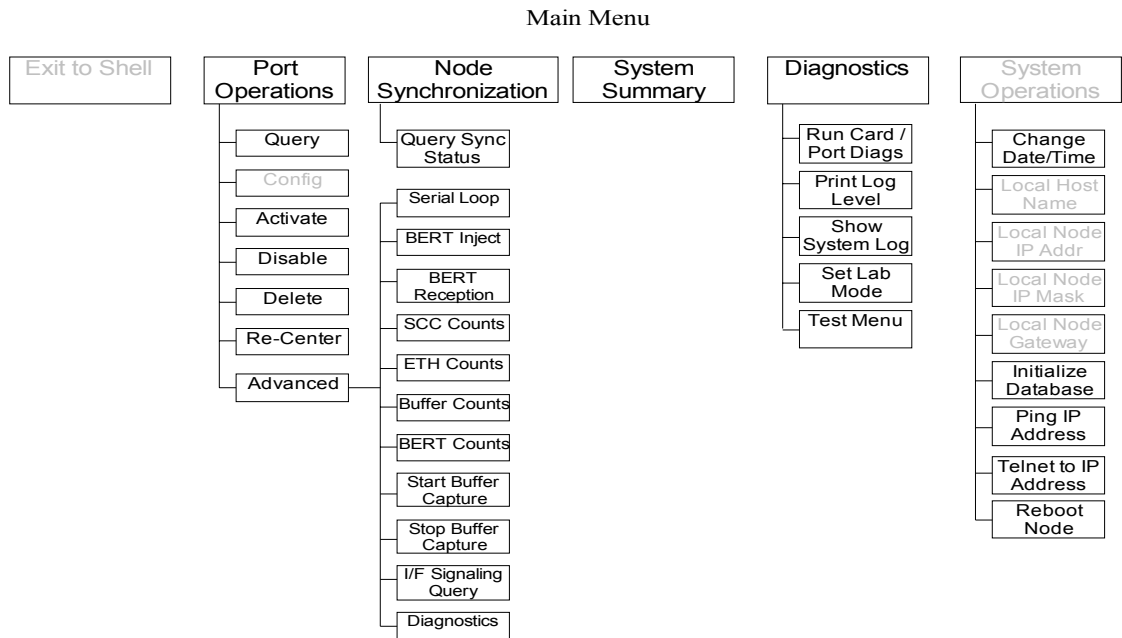 Main Menu
Exit to Shell
Port
Operations
Query
Config
Activate
Disable
Delete
Re-Center
Advanced
Node
Synchronization
Query Sync
Status
Serial Loop
BERT Inject
BERT
Reception
SCC Counts
ETH Counts
Buffer Counts
BERT Counts
Start Buffer
Capture
Stop Buffer
Capture
I/F Signaling
Query
Diagnostics
System
Summary
Diagnostics
Run Card /
Port Diags
Print Log
Level
Show
System Log
Set Lab
Mode
Test Menu
System
Operations
Change
Date/Time
Local Host
Name
Local Node
IP Addr
Local Node
IP Mask
Local Node
Gateway
Initialize
Database
Ping IP
Address
Telnet to IP
Address
Reboot
Node